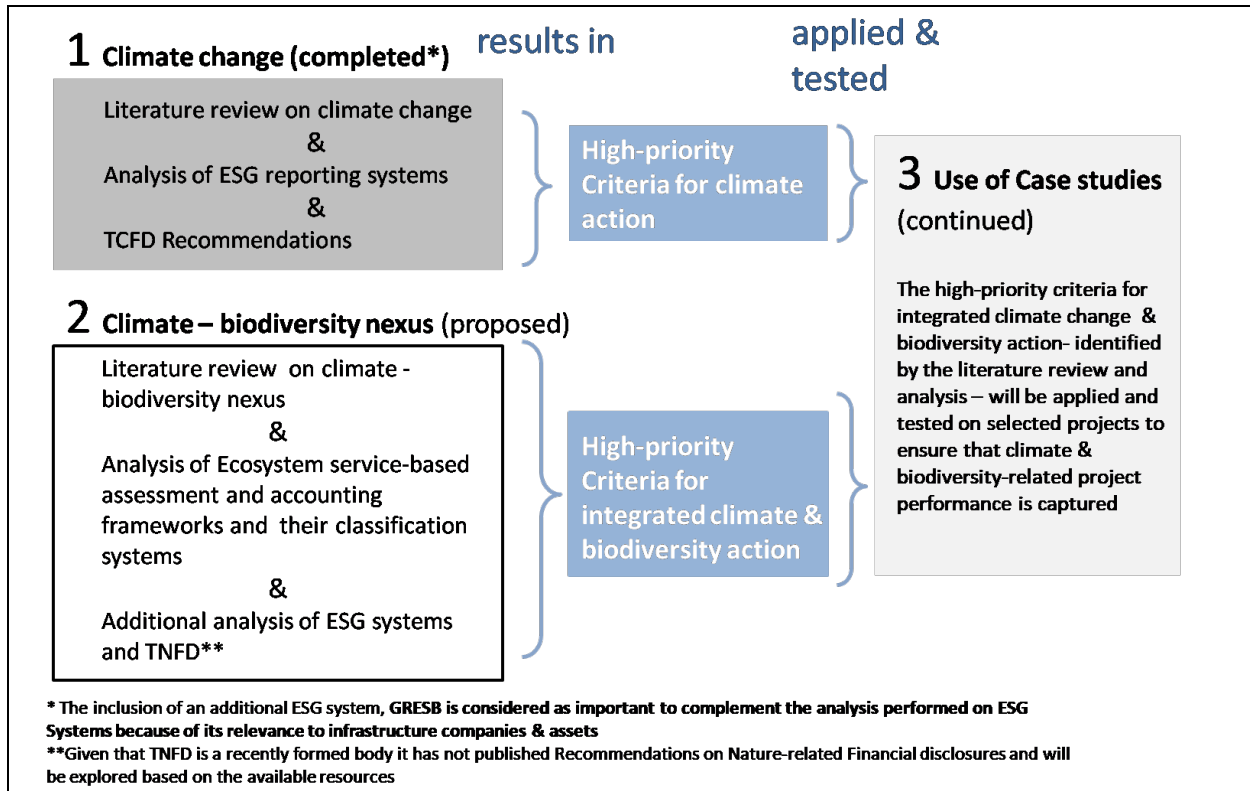 1 Climate change (completed*)
results in
applied &
tested
Literature review on climate change
&
Analysis of ESG reporting systems
&
TCFD Recommendations
High-priority
Criteria for climate
action
2 Climate – biodiversity nexus (proposed)
Literature review on climate -
biodiversity nexus
&
Analysis of Ecosystem service-based
assessment and accounting
frameworks and their classification
systems
&
Additional analysis of ESG systems
and TNFD**
High-priority
Criteria for
integrated climate &
biodiversity action
3 Use of Case studies
(continued)
The high-priority criteria for
integrated climate change &
biodiversity action- identified
by the literature review and
analysis – will be applied and
tested on selected projects to
ensure that climate &
biodiversity-related project
performance is captured
* The inclusion of an additional ESG system, GRESB is considered as important to complement the analysis performed on ESG
Systems because of its relevance to infrastructure companies & assets
**Given that TNFD is a recently formed body it has not published Recommendations on Nature-related Financial disclosures and will
be explored based on the available resources